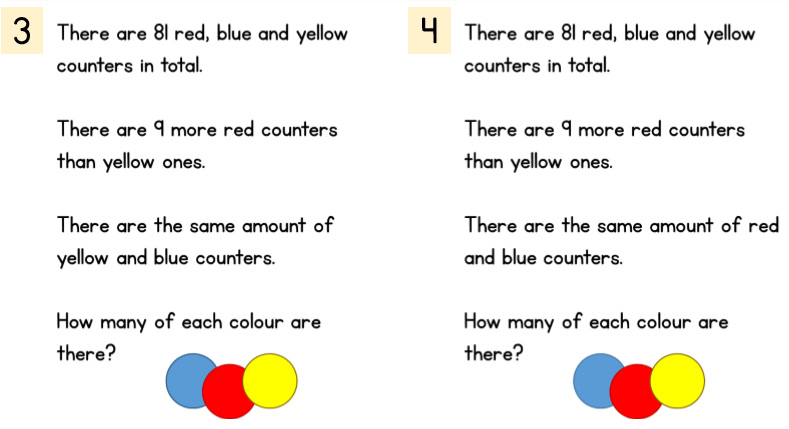 3
There are 81 red, blue and yellow
counters in total.
There are 9 more red counters
than yellow ones.
There are the same amount of
yellow and blue counters.
How many of each colour are
there?
4
There are 81 red, blue and yellow
counters in total.
There are 9 more red counters
than yellow ones.
There are the same amount of red
and blue counters.
How many of each colour are
there?